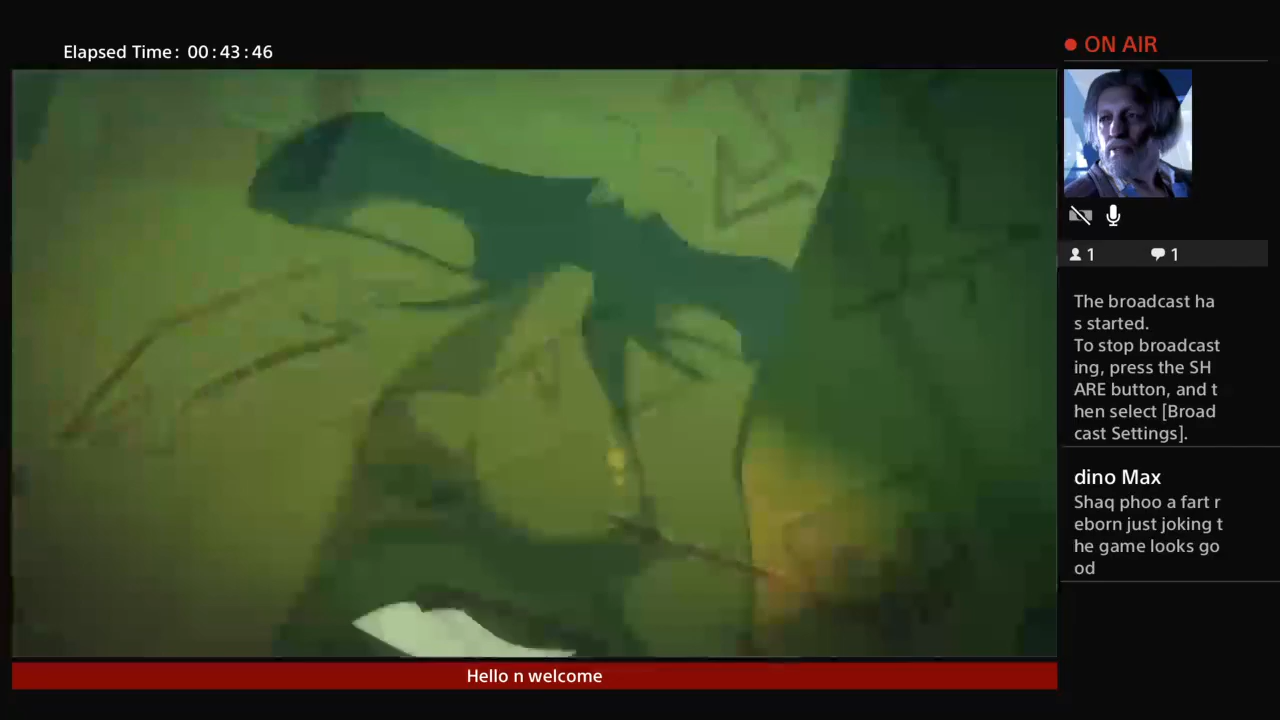 Elapsed Time: 00:43:46
ON AIR
1
1
The broadcast ha
s started.
To stop broadcast
ing, press the SH
ARE button, and t
hen select [Broad
cast Settings].
dino Max
Shaq phoo a fart r
eborn just joking t
he game looks go
od
Hello n welcome